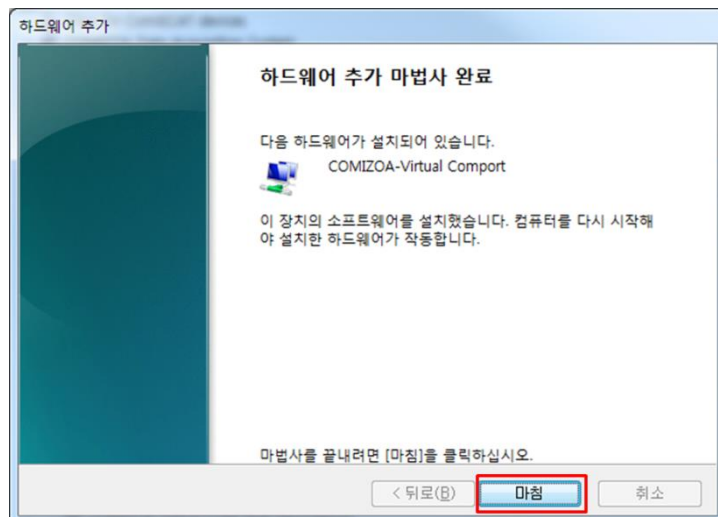 하드웨어 추가
하드웨어 추가 마법사 완료
다음 하드웨어가 설치되어 있습니다.
COMIZOA-Virtual Comport
이 장치의 소프트웨어를 설치했습니다. 컴퓨터를 다시 시작해
야 설치한 하드웨어가 작동합니다.
마법사를 끝내려면 [마침]을 클릭하십시오.
< 뒤로(B) 마침 취소